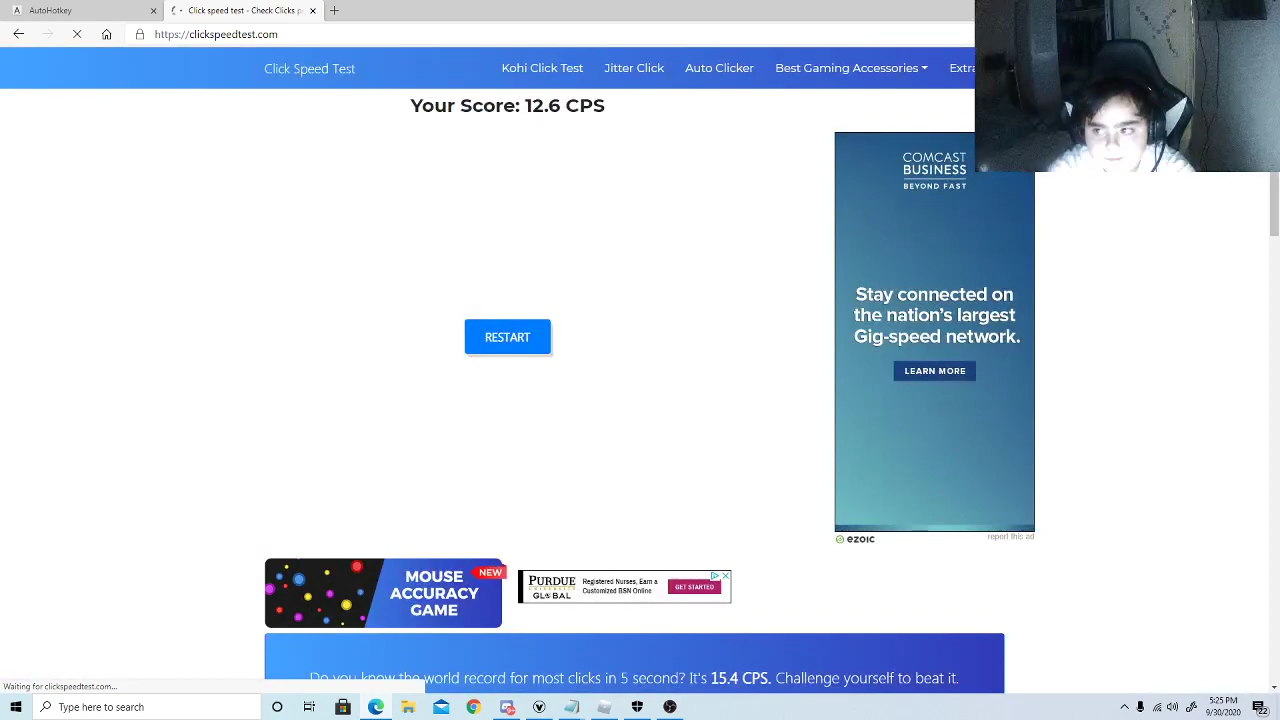 AutoHotkey
Click Speed Test - Check Clicks p
https://clickspeedtest.com
Click Speed Test
Kohi Click Test
Jitter Click
Auto Clicker
Best Gaming Accessories
Extra
Your Score: 12.6 CPS
COMCAST
BUSINESS
BEYOND FAST
Stay connected on
the nation's largest
Gig-speed network.
LEARN MORE
RESTART
ezoic
report this ad
MOUSE
ACCURACY
GAME
NEW
PURDUE
UNIVERSITY
GLOBAL
Registered Nurses, Earn a
Customized BSN Online
GET STARTED
Do you know the world record for most clicks in 5 second? It's 15.4 CPS. Challenge yourself to beat it.
Waiting for clickspeedtest.com...
Type here to search
5:25 PM
9/30/2020
22